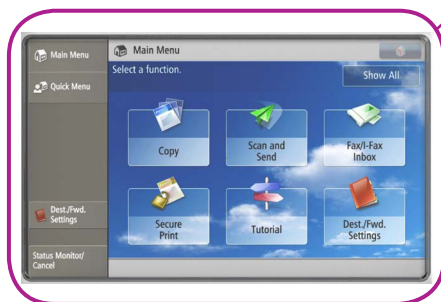 Main Menu
Quick Menu
Dest./Fwd.
Settings
Status Monitor/
Cancel
Main Menu
Select a function.
Show All
Copy
Scan and
Send
Fax/I-Fax
Inbox
Secure
Print
Tutorial
Dest./Fwd.
Settings